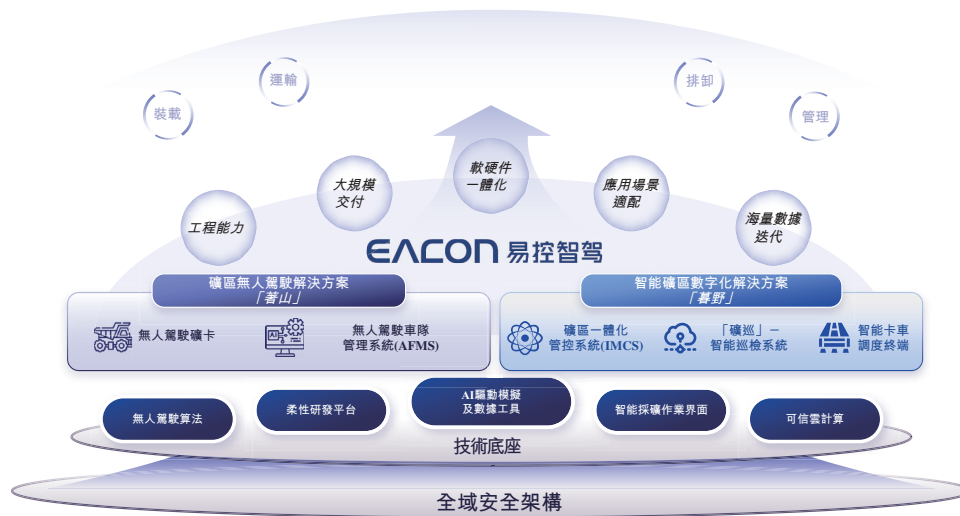 運輸
排卸
裝載
管理
軟硬件
一體化
大規模
交付
應用場景
適配
工程能力
海量數據
迭代
EACON 易控智驾
礦區無人駕駛解決方案
「著山」
智能礦區數字化解決方案
「暮野」
無人駕駛礦卡
AI
無人駕駛車隊
管理系統(AFMS)
礦區一體化
管控系統(IMCS)
「礦巡」－
智能巡檢系統
智能卡車
調度終端
無人駕駛算法
柔性研發平台
AI驅動模擬
及數據工具
智能採礦作業界面
可信雲計算
技術底座
全域安全架構